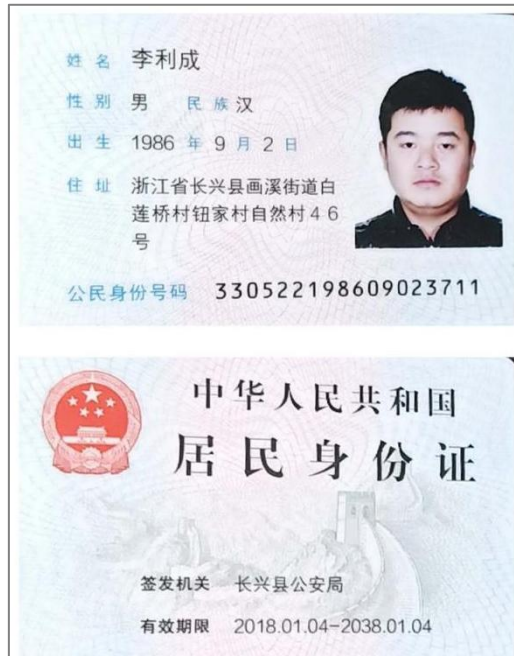 姓名 李利成
性别 男 民族 汉
出生 1986 年 9 月 2 日
住址 浙江省长兴县画溪街道白
莲桥村钮家村自然村46
号
公民身份号码 330522198609023711
中华人民共和国
居民身份证
签发机关 长兴县公安局
有效期限 2018.01.04-2038.01.04